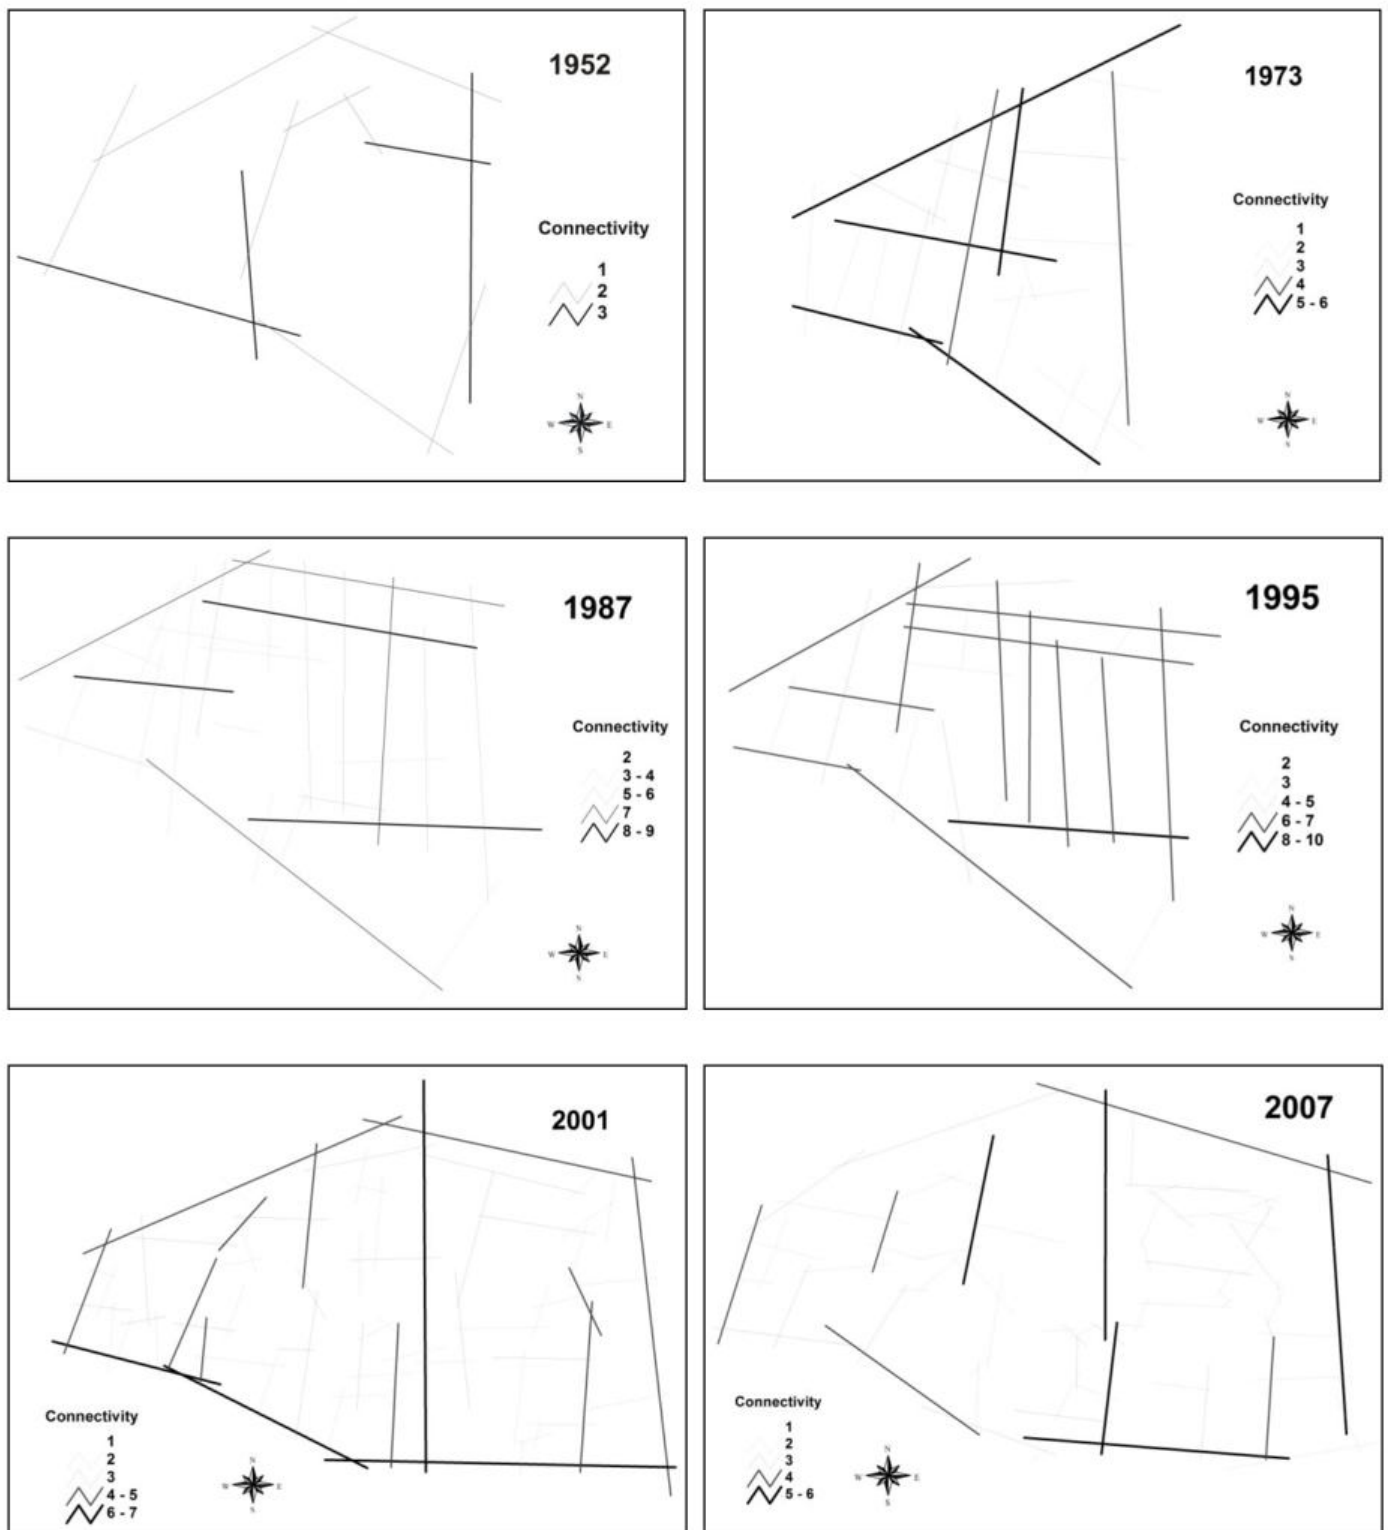 1952
Connectivity
1
2
3
N
W E
S
1973
Connectivity
1
2
3
4
5 - 6
N
W E
S
1987
Connectivity
2
3 - 4
5 - 6
7
8 - 9
N
W E
S
1995
Connectivity
2
3
4 - 5
6 - 7
8 - 10
N
W E
S
2001
Connectivity
1
2
3
4 - 5
6 - 7
N
W E
S
2007
Connectivity
1
2
3
4
5 - 6
N
W E
S